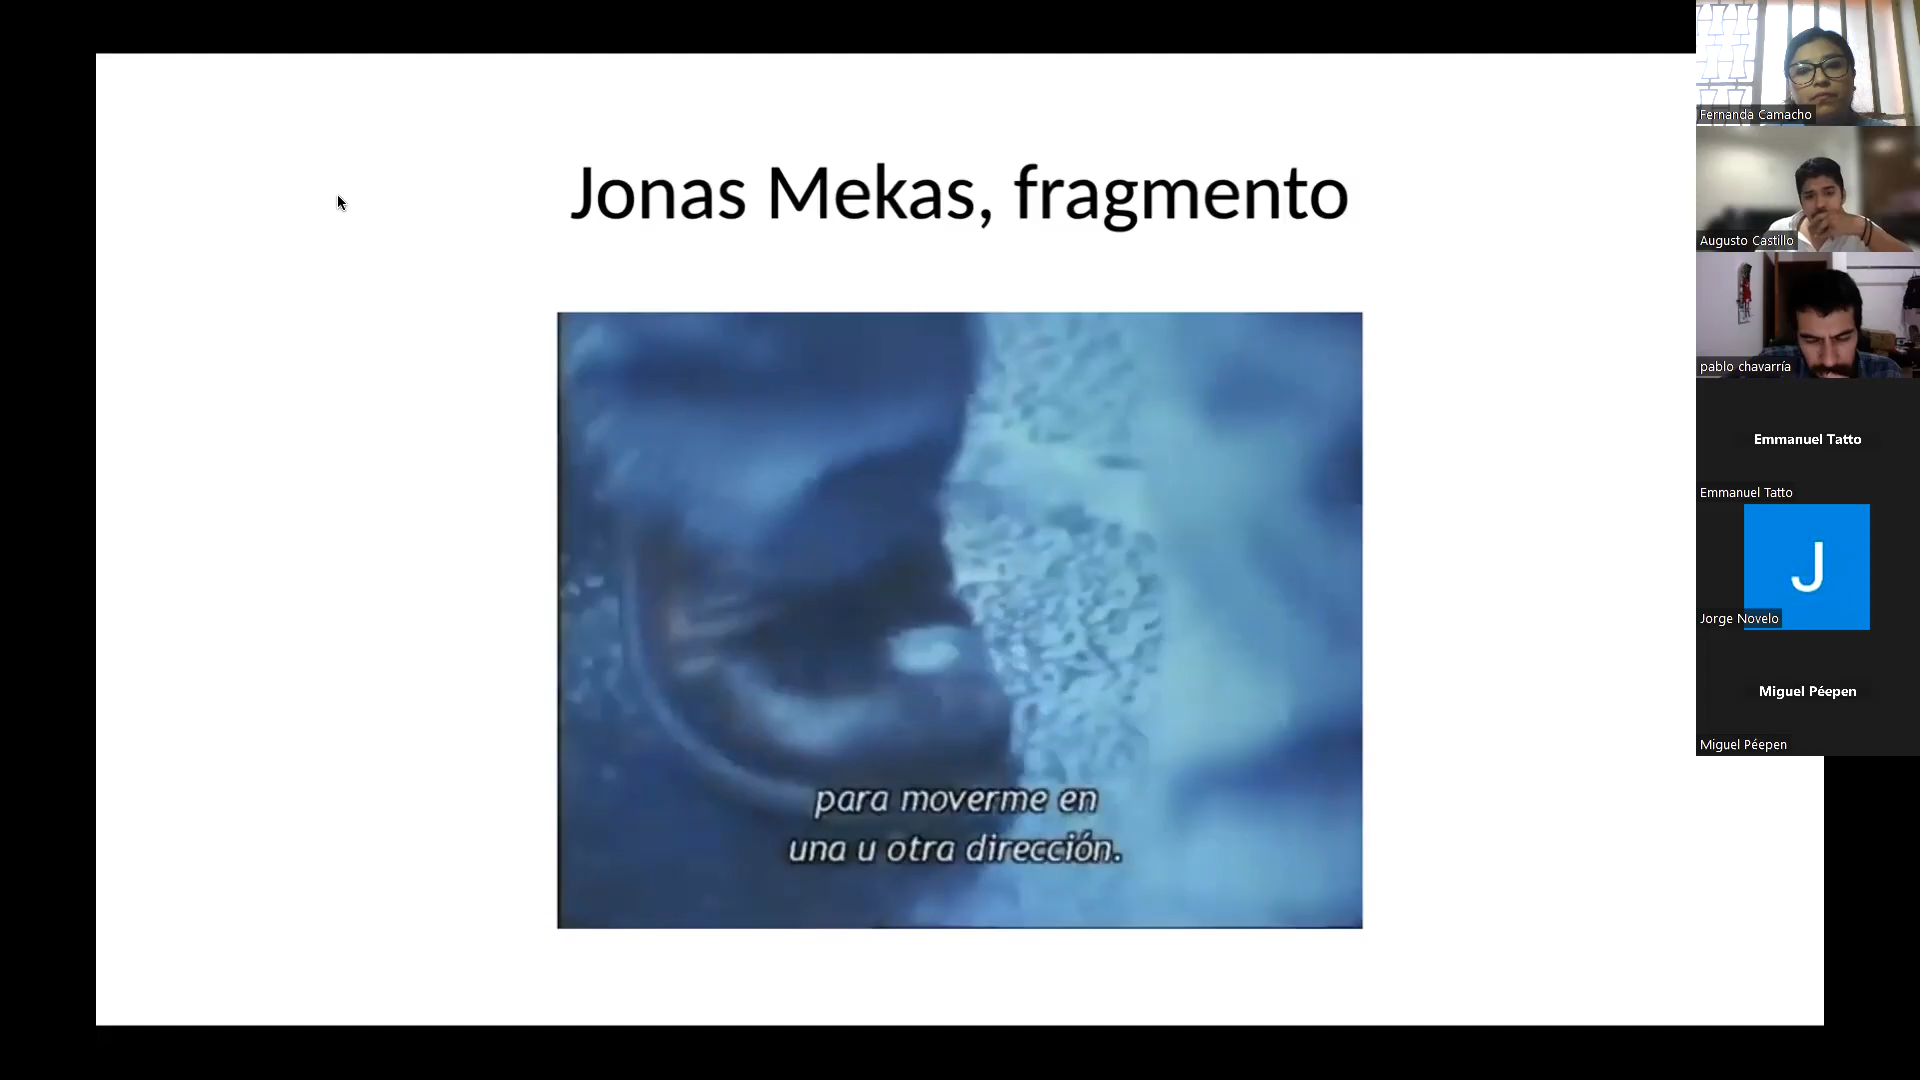 Jonas Mekas, fragmento
para moverme en
una u otra dirección.
Fernanda Camacho
Augusto Castillo
pablo chavarría
Emmanuel Tatto
Emmanuel Tatto
J
Jorge Novelo
Miguel Péepen
Miguel Péepen